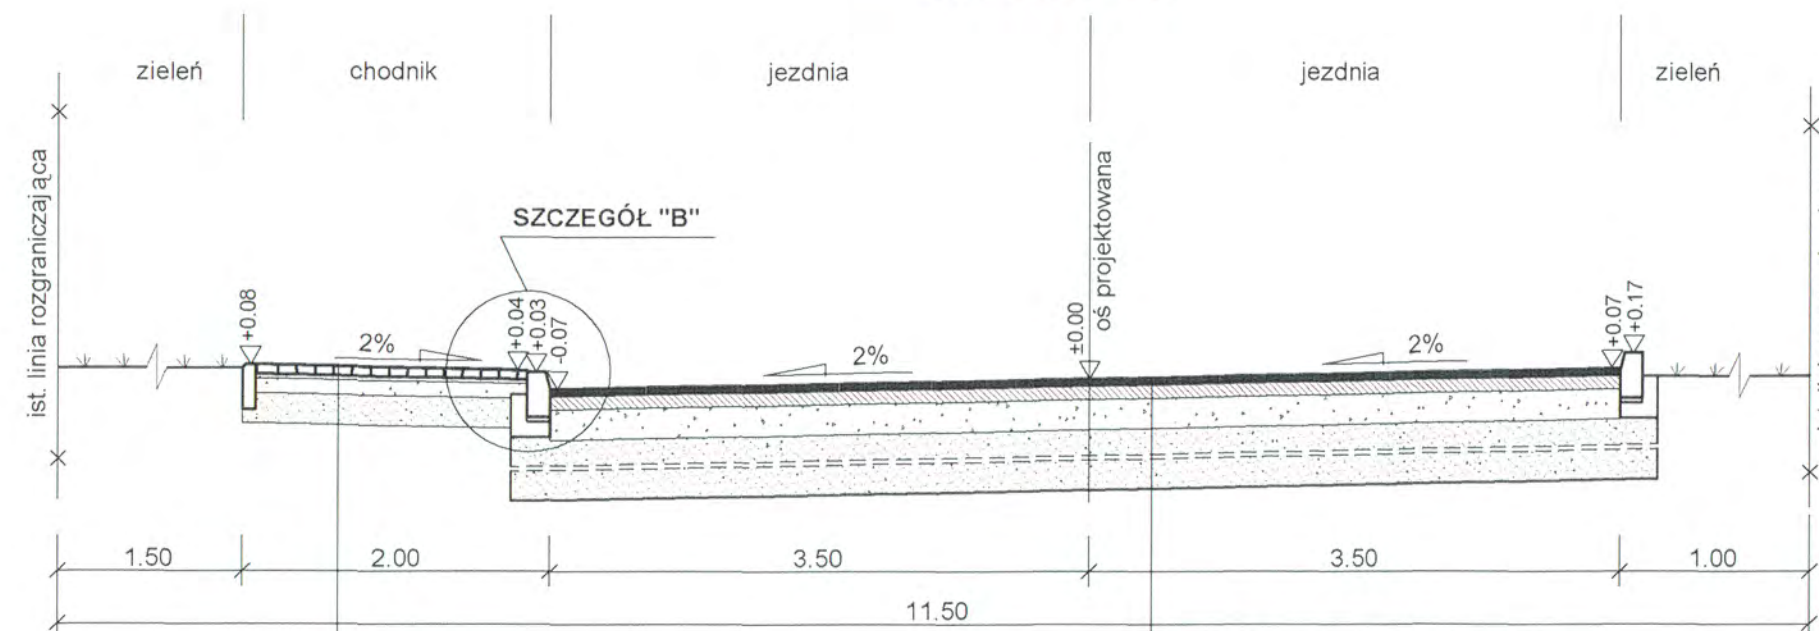 zieleń
chodnik
jezdnia
jezdnia
zieleń
ist. linia rozgraniczająca
SZCZEGÓŁ "B"
oś projektowana
+0.08
+0.04
+0.03
-0.07
±0.00
+0.07
+0.17
2%
2%
2%
1.50
2.00
3.50
3.50
1.00
11.50